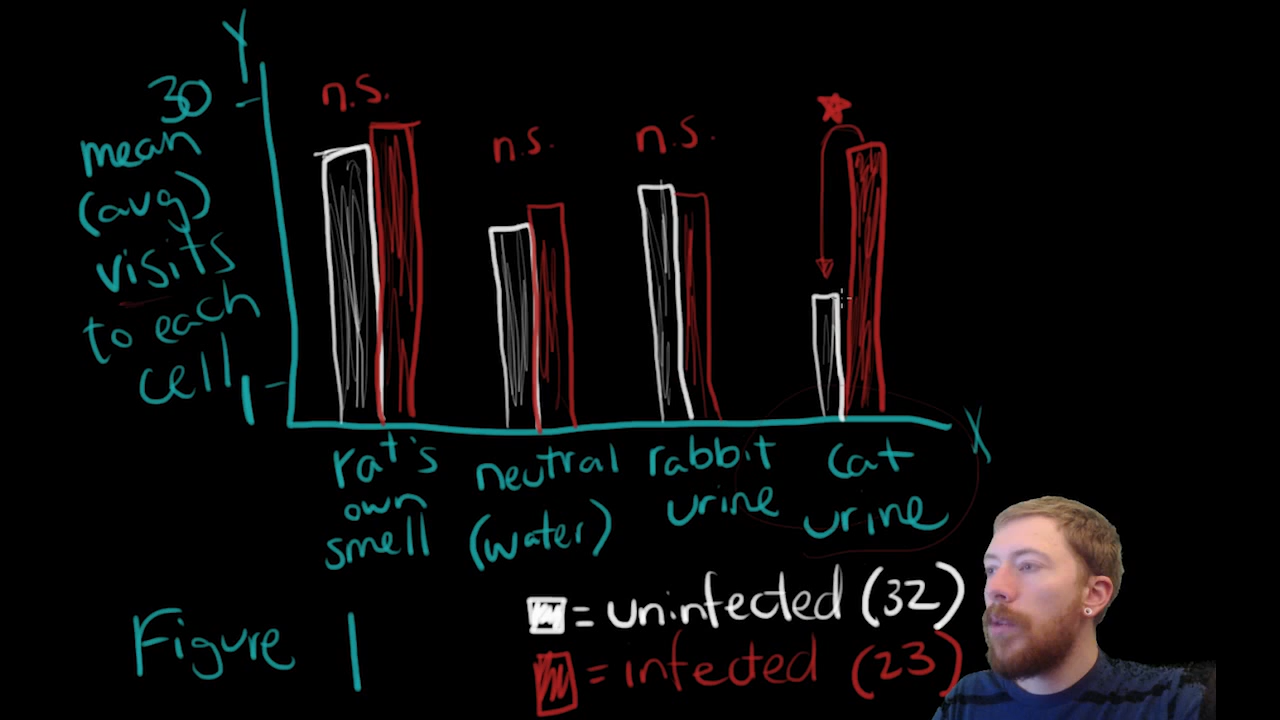 Y
30
mean
(avg)
visits
to each
cell
1
n.s.
n.s.
n.s.
X
rat's
own
smell
neutral
(water)
rabbit
urine
cat
urine
= uninfected (32)
= infected (23)
Figure 1